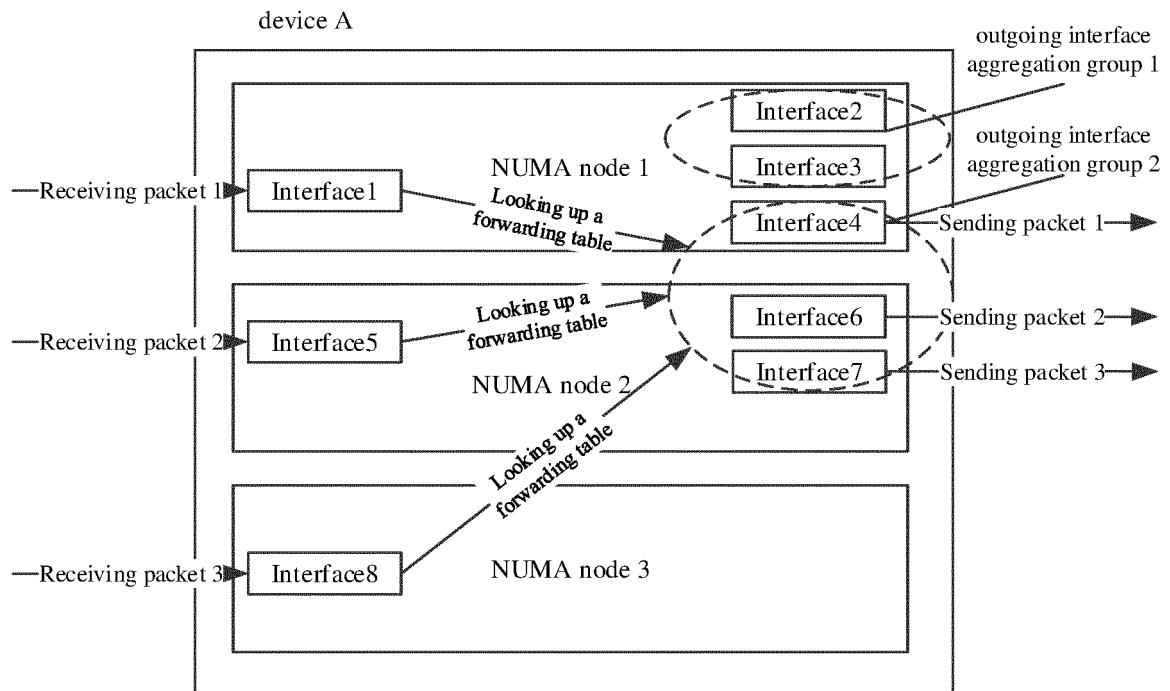 device A
outgoing interface
aggregation group 1
Interface2
outgoing interface
aggregation group 2
NUMA node 1
Interface3
Receiving packet 1
Interface1
Looking up a
forwarding table
Interface4
Sending packet 1
Looking up a
forwarding table
Interface6
Sending packet 2
Receiving packet 2
Interface5
NUMA node 2
Interface7
Sending packet 3
Looking up a
forwarding table
Receiving packet 3
Interface8
NUMA node 3